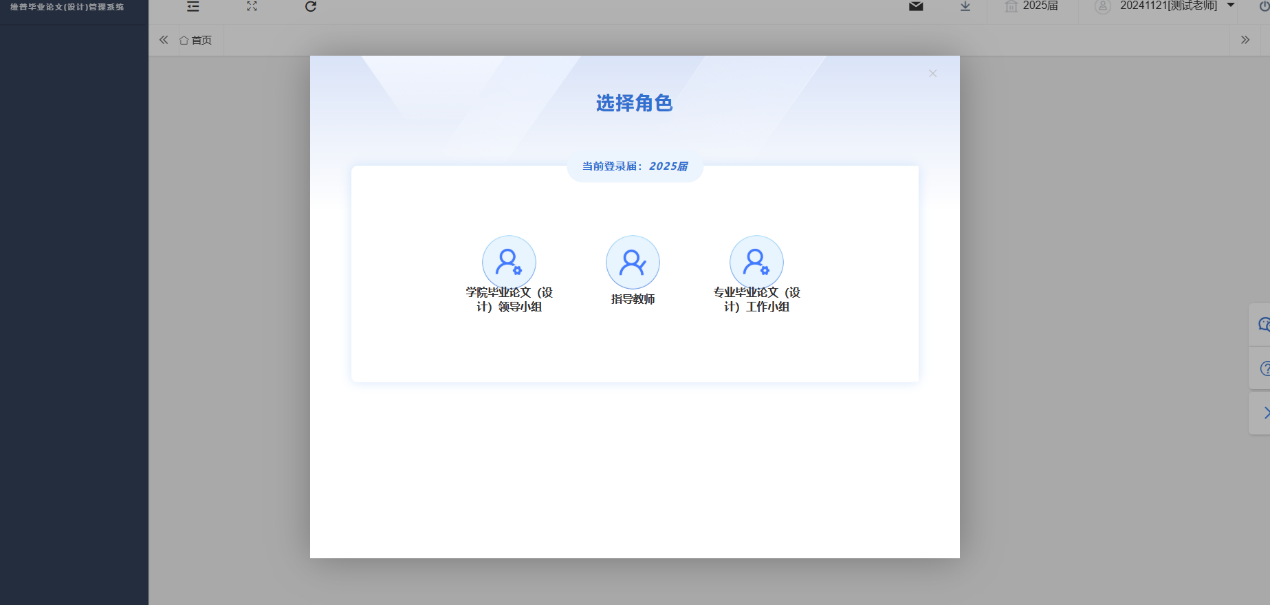 维普毕业论文(设计)管理系统
2025届
20241121[测试老师]
首页
选择角色
当前登录届：2025届
学院毕业论文（设
计）领导小组
指导教师
专业毕业论文（设
计）工作小组